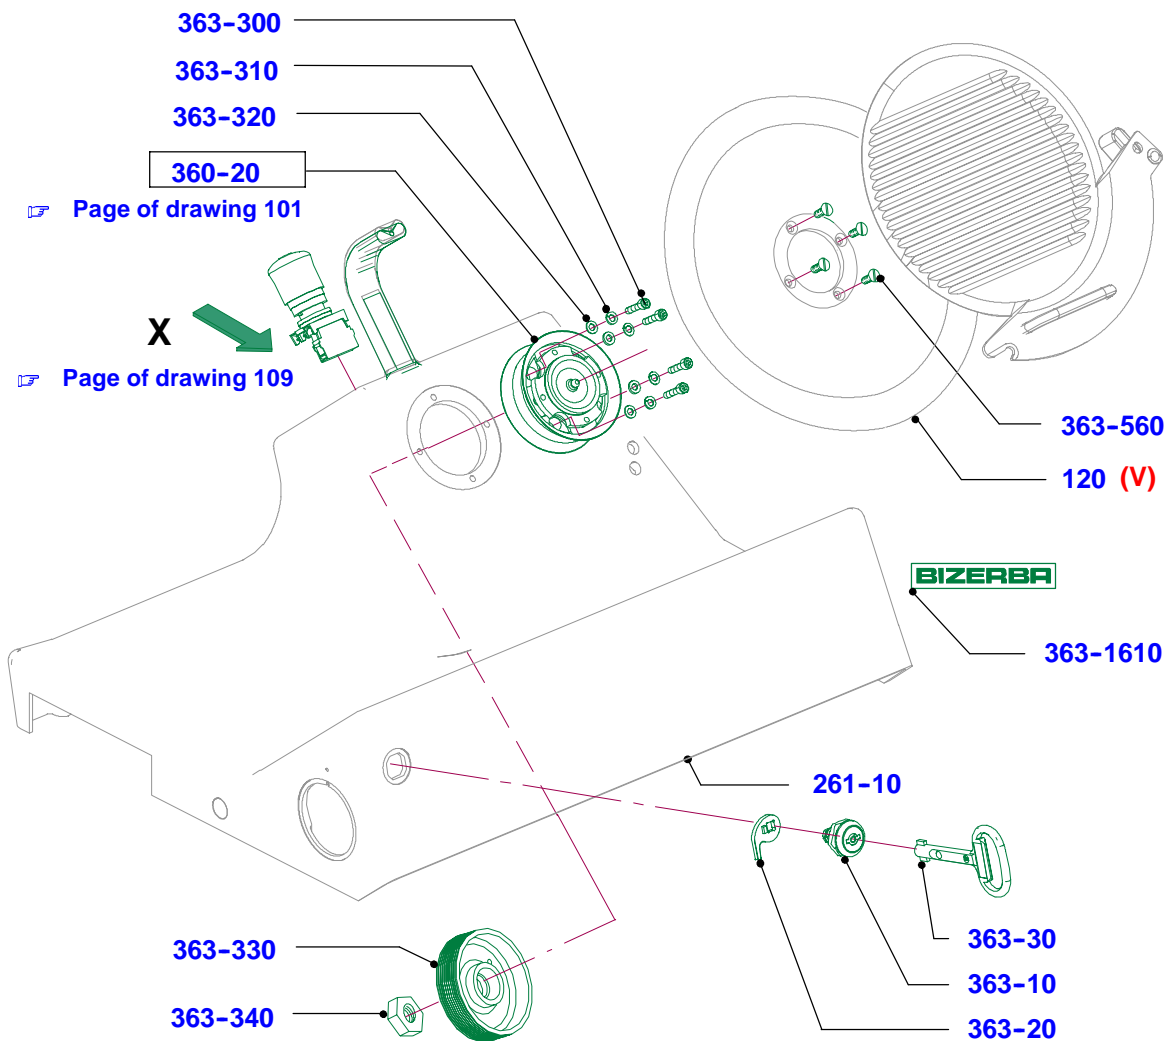 363-300
363-310
363-320
360-20
☞ Page of drawing 101
X
☞ Page of drawing 109
363-560
120 (V)
BIZERBA
363-1610
261-10
363-30
363-330
363-10
363-340
363-20